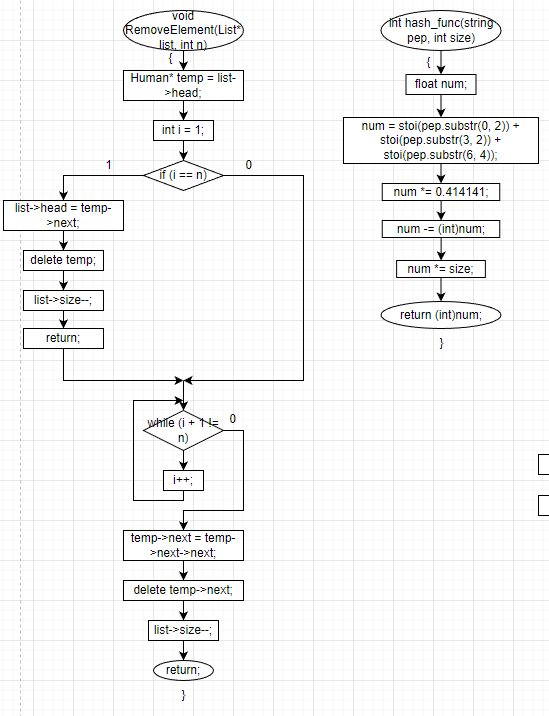 void
RemoveElement(List*
list, int n)
{
Human* temp = list-
>head;
int i = 1;
if (i == n)
1
0
list->head = temp-
>next;
delete temp;
list->size--;
return;
while (i + 1 !=
n)
0
i++;
temp->next = temp-
>next->next;
delete temp->next;
list->size--;
return;
}
int hash_func(string
pep, int size)
{
float num;
num = stoi(pep.substr(0, 2)) +
stoi(pep.substr(3, 2)) +
stoi(pep.substr(6, 4));
num *= 0.414141;
num -= (int)num;
num *= size;
return (int)num;
}